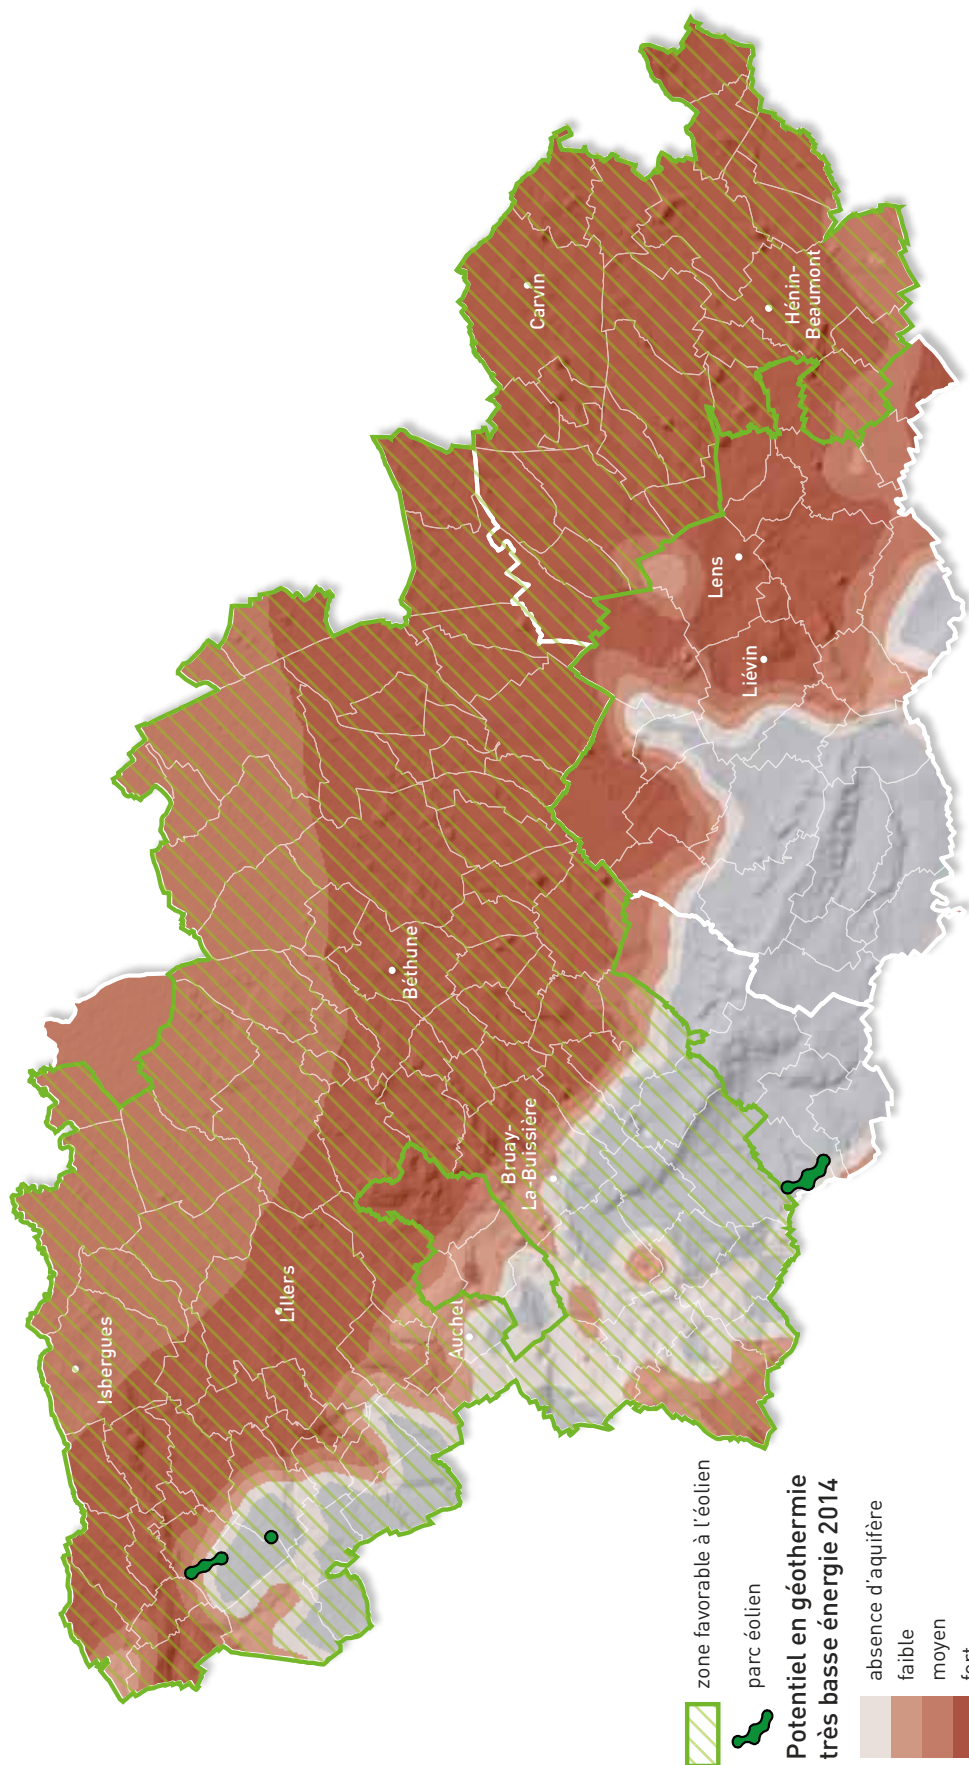 Isbergues
Lillers
Auchel
Bruay-
La-Buissière
Béthune
Liévin
Lens
Carvin
Hénin-
Beaumont
zone favorable à l'éolien
parc éolien
Potentiel en géothermie
très basse énergie 2014
absence d'aquifère
faible
moyen
fort